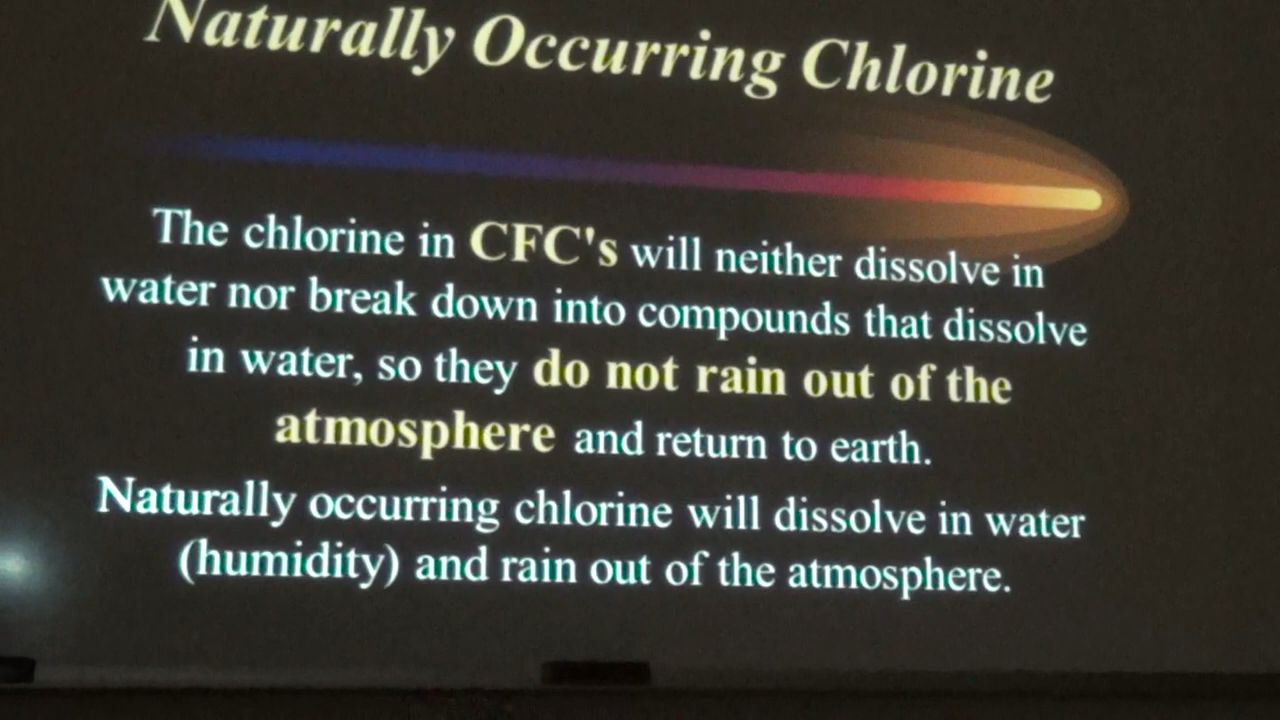 Naturally Occurring Chlorine
The chlorine in CFC's will neither dissolve in
water nor break down into compounds that dissolve
in water, so they do not rain out of the
atmosphere and return to earth.
Naturally occurring chlorine will dissolve in water
(humidity) and rain out of the atmosphere.